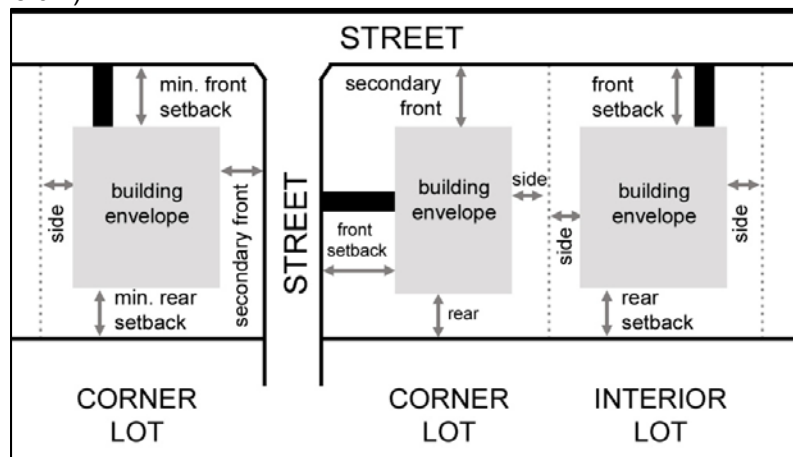 STREET
min. front
setback
secondary
front
front
setback
building
envelope
side
secondary front
min. rear
setback
STREET
building
envelope
side
front
setback
rear
side
building
envelope
side
rear
setback
CORNER
LOT
CORNER
LOT
INTERIOR
LOT